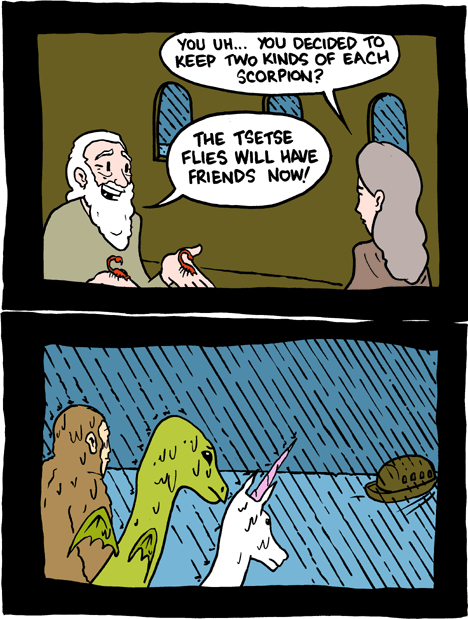 YOU UH... YOU DECIDED TO
KEEP TWO KINDS OF EACH
SCORPION?
THE TSETSE
FLIES WILL HAVE
FRIENDS NOW!